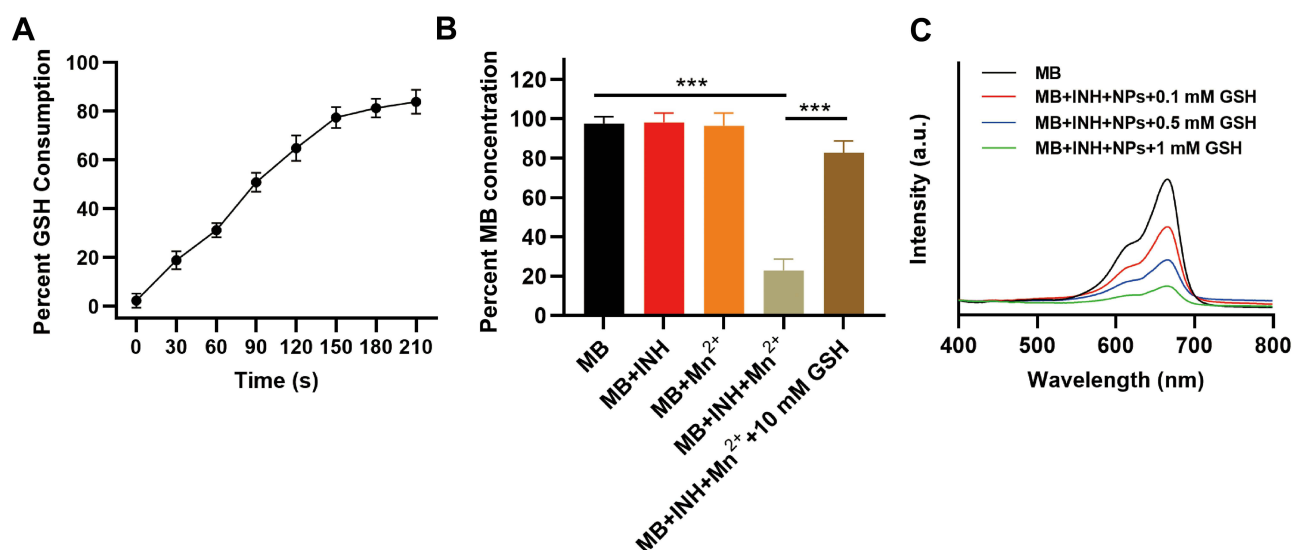 A
Percent GSH Consumption
100
80
60
40
20
0
0 30 60 90 120 150 180 210
Time (s)
B
Percent MB concentration
120
100
80
60
40
20
0
***
***
MB
MB+INH
MB+Mn²⁺
MB+INH+Mn²⁺
MB+INH+Mn²⁺+10 mM GSH
C
Intensity (a.u.)
MB
MB+INH+NPs+0.1 mM GSH
MB+INH+NPs+0.5 mM GSH
MB+INH+NPs+1 mM GSH
400 500 600 700 800
Wavelength (nm)